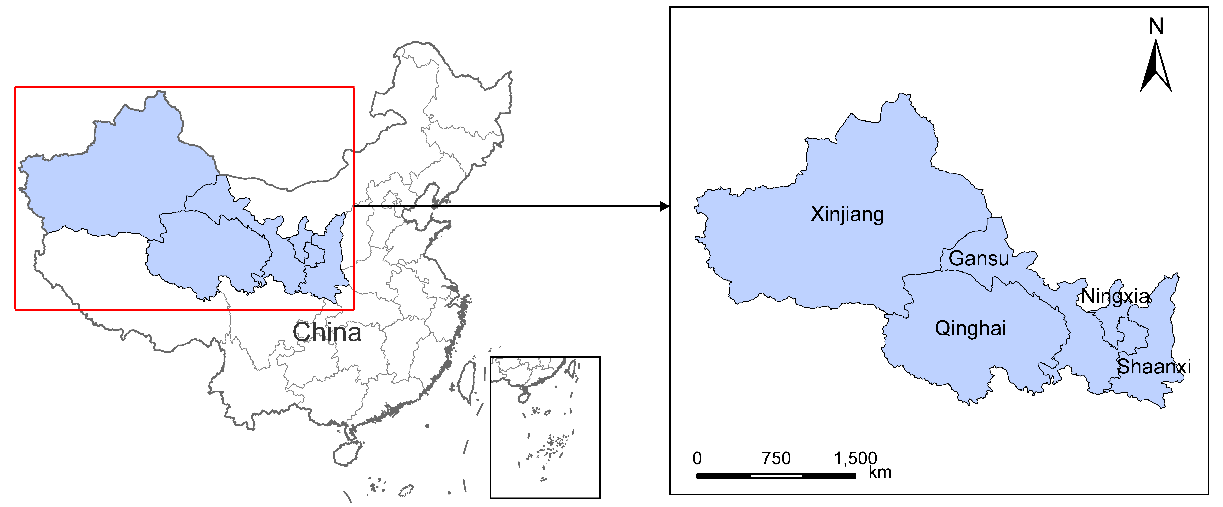 China
N
Xinjiang
Gansu
Ningxia
Qinghai
Shaanxi
0 750 1,500
km